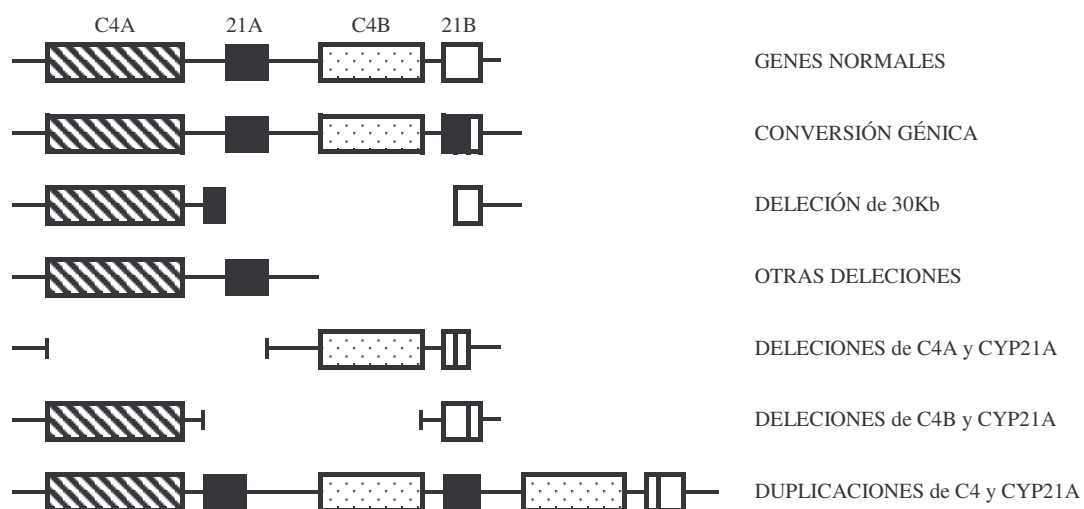 C4A 21A C4B 21B
GENES NORMALES
CONVERSIÓN GÉNICA
DELECIÓN de 30Kb
OTRAS DELECIONES
DELECIONES de C4A y CYP21A
DELECIONES de C4B y CYP21A
DUPLICACIONES de C4 y CYP21A